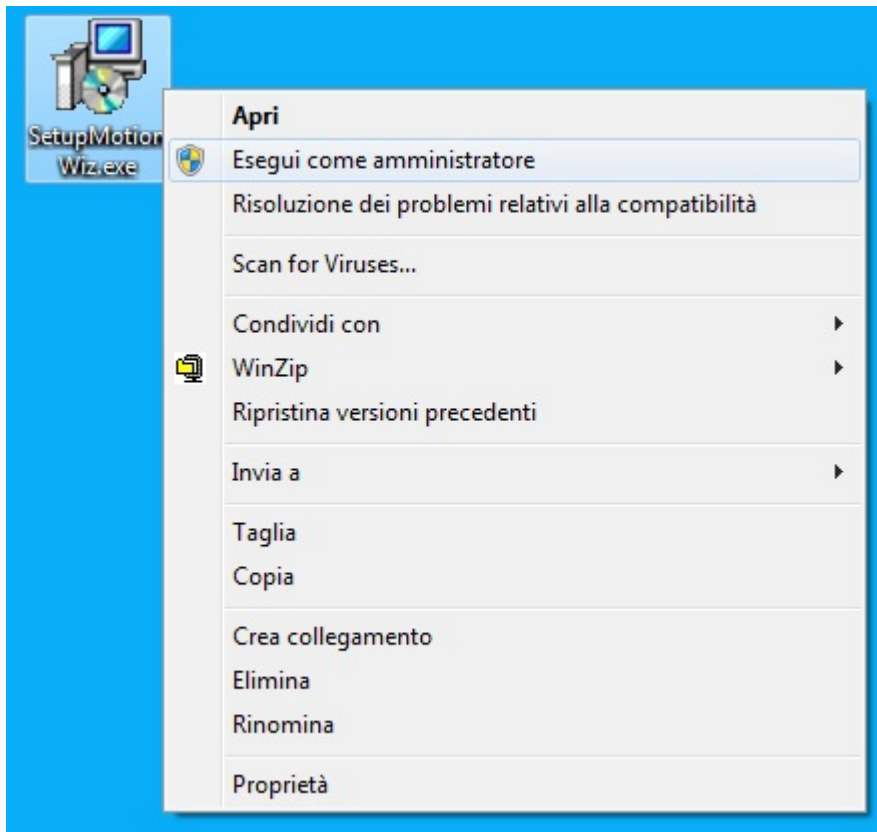 SetupMotion
Wiz.exe
Apri
Esegui come amministratore
Risoluzione dei problemi relativi alla compatibilità
Scan for Viruses...
Condividi con
WinZip
Ripristina versioni precedenti
Invia a
Taglia
Copia
Crea collegamento
Elimina
Rinomina
Proprietà